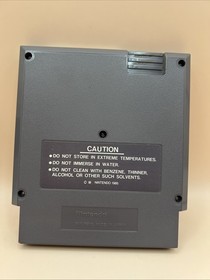 CAUTION
•DO NOT STORE IN EXTREME TEMPERATURES.
•DO NOT IMMERSE IN WATER.
•DO NOT CLEAN WITH BENZENE, THINNER,
ALCOHOL OR OTHER SUCH SOLVENTS.
NINTENDO 1985